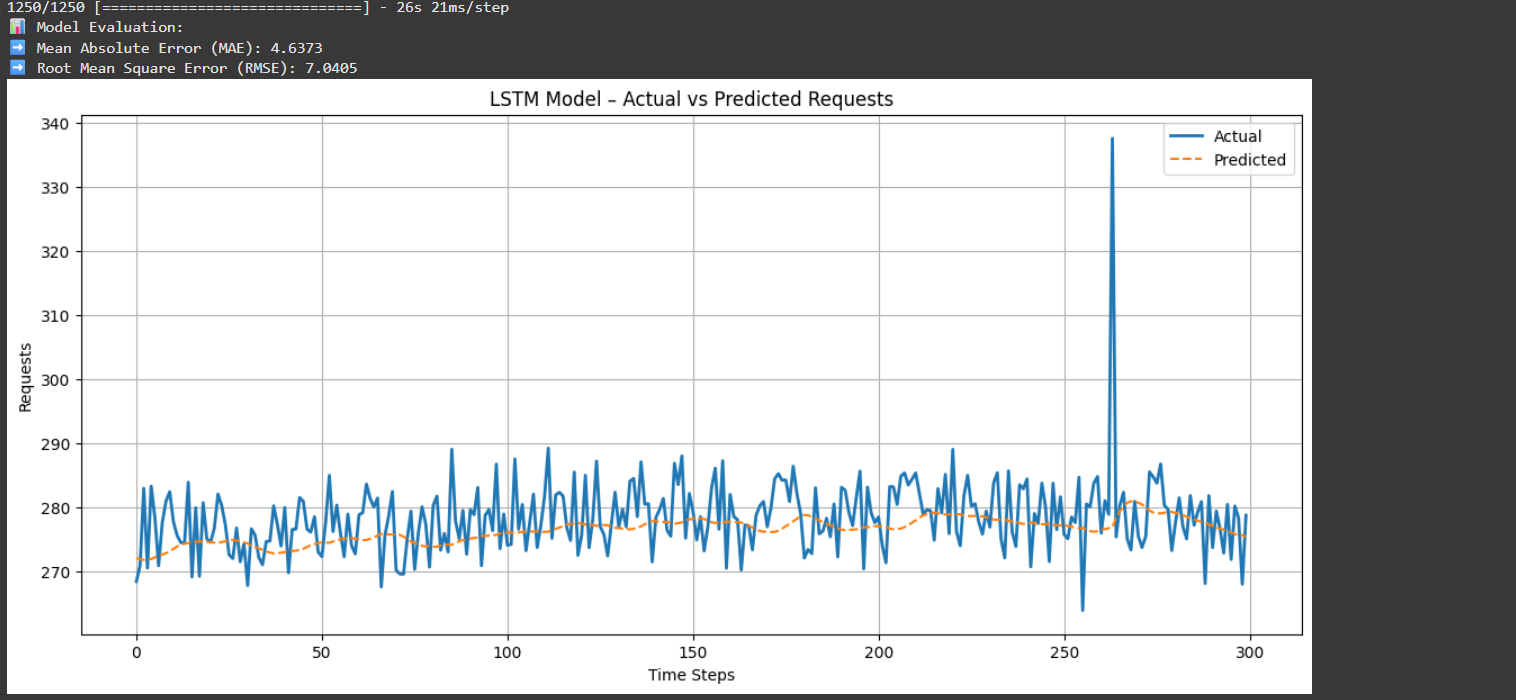 1250/1250 [==============================] - 26s 21ms/step
📊 Model Evaluation:
➡️ Mean Absolute Error (MAE): 4.6373
➡️ Root Mean Square Error (RMSE): 7.0405
LSTM Model – Actual vs Predicted Requests
Actual
Predicted
340
330
320
310
300
290
280
270
Requests
0 50 100 150 200 250 300
Time Steps